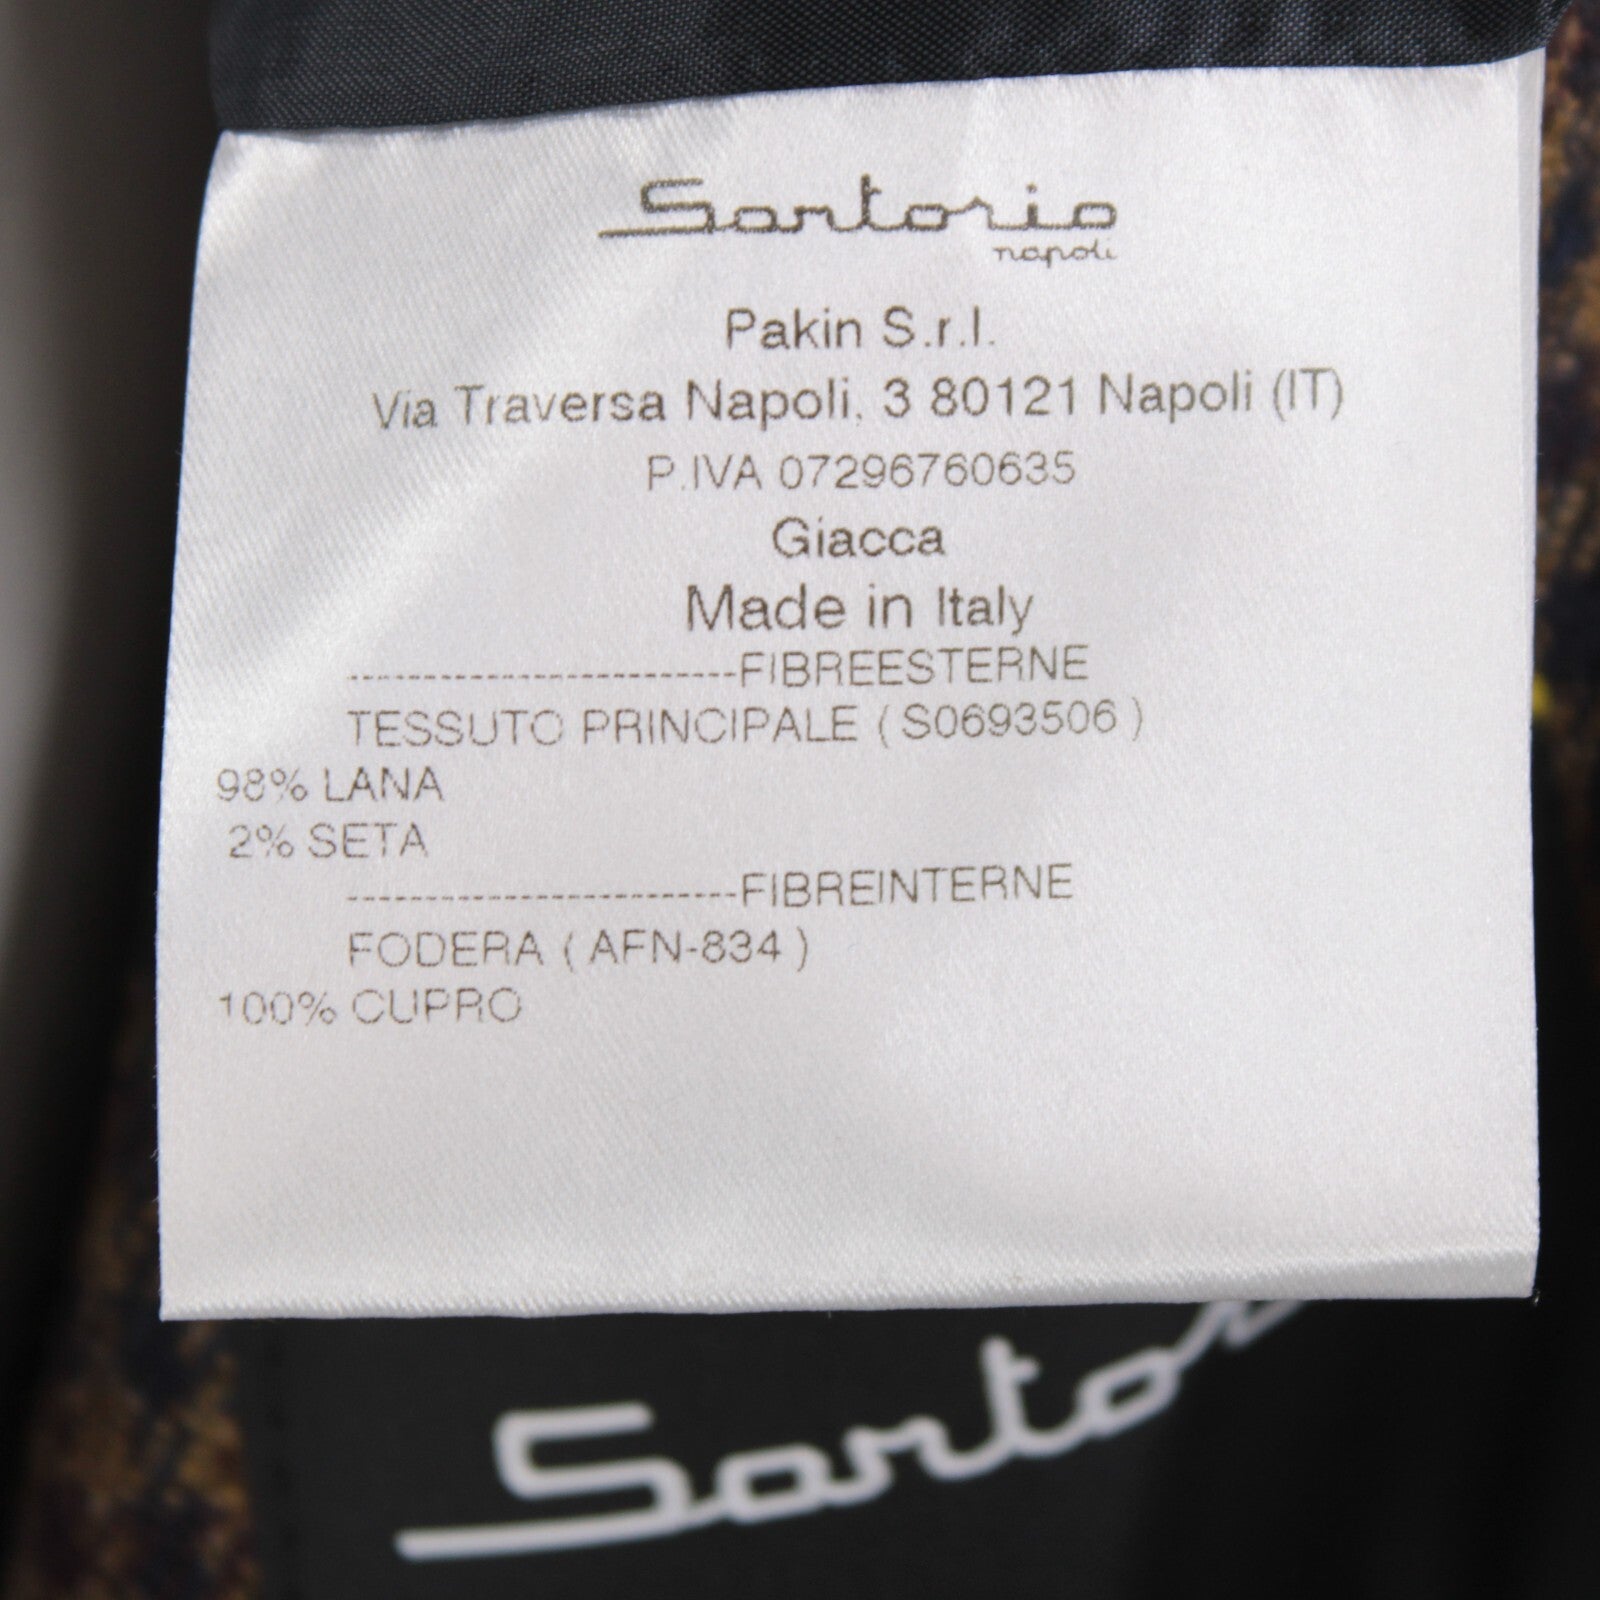 Sartorio
napoli
Pakin S.r.l.
Via Traversa Napoli, 3 80121 Napoli (IT)
P.IVA 07296760635
Giacca
Made in Italy
--------------------------FIBREESTERNE
TESSUTO PRINCIPALE ( S0693506 )
98% LANA
2% SETA
--------------------------FIBREINTERNE
FODERA ( AFN-834 )
100% CUPRO
Sartor